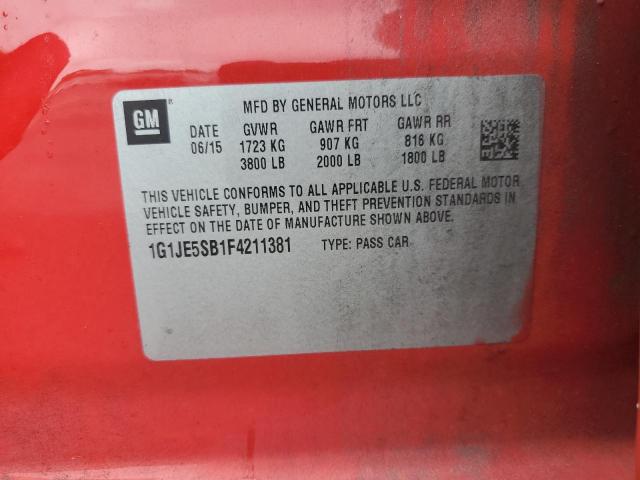 GM
MFD BY GENERAL MOTORS LLC
DATE GVWR GAWR FRT GAWR RR
06/15 1723 KG 907 KG 816 KG
3800 LB 2000 LB 1800 LB
THIS VEHICLE CONFORMS TO ALL APPLICABLE U.S. FEDERAL MOTOR
VEHICLE SAFETY, BUMPER, AND THEFT PREVENTION STANDARDS IN
EFFECT ON THE DATE OF MANUFACTURE SHOWN ABOVE.
1G1JE5SB1F4211381 TYPE: PASS CAR